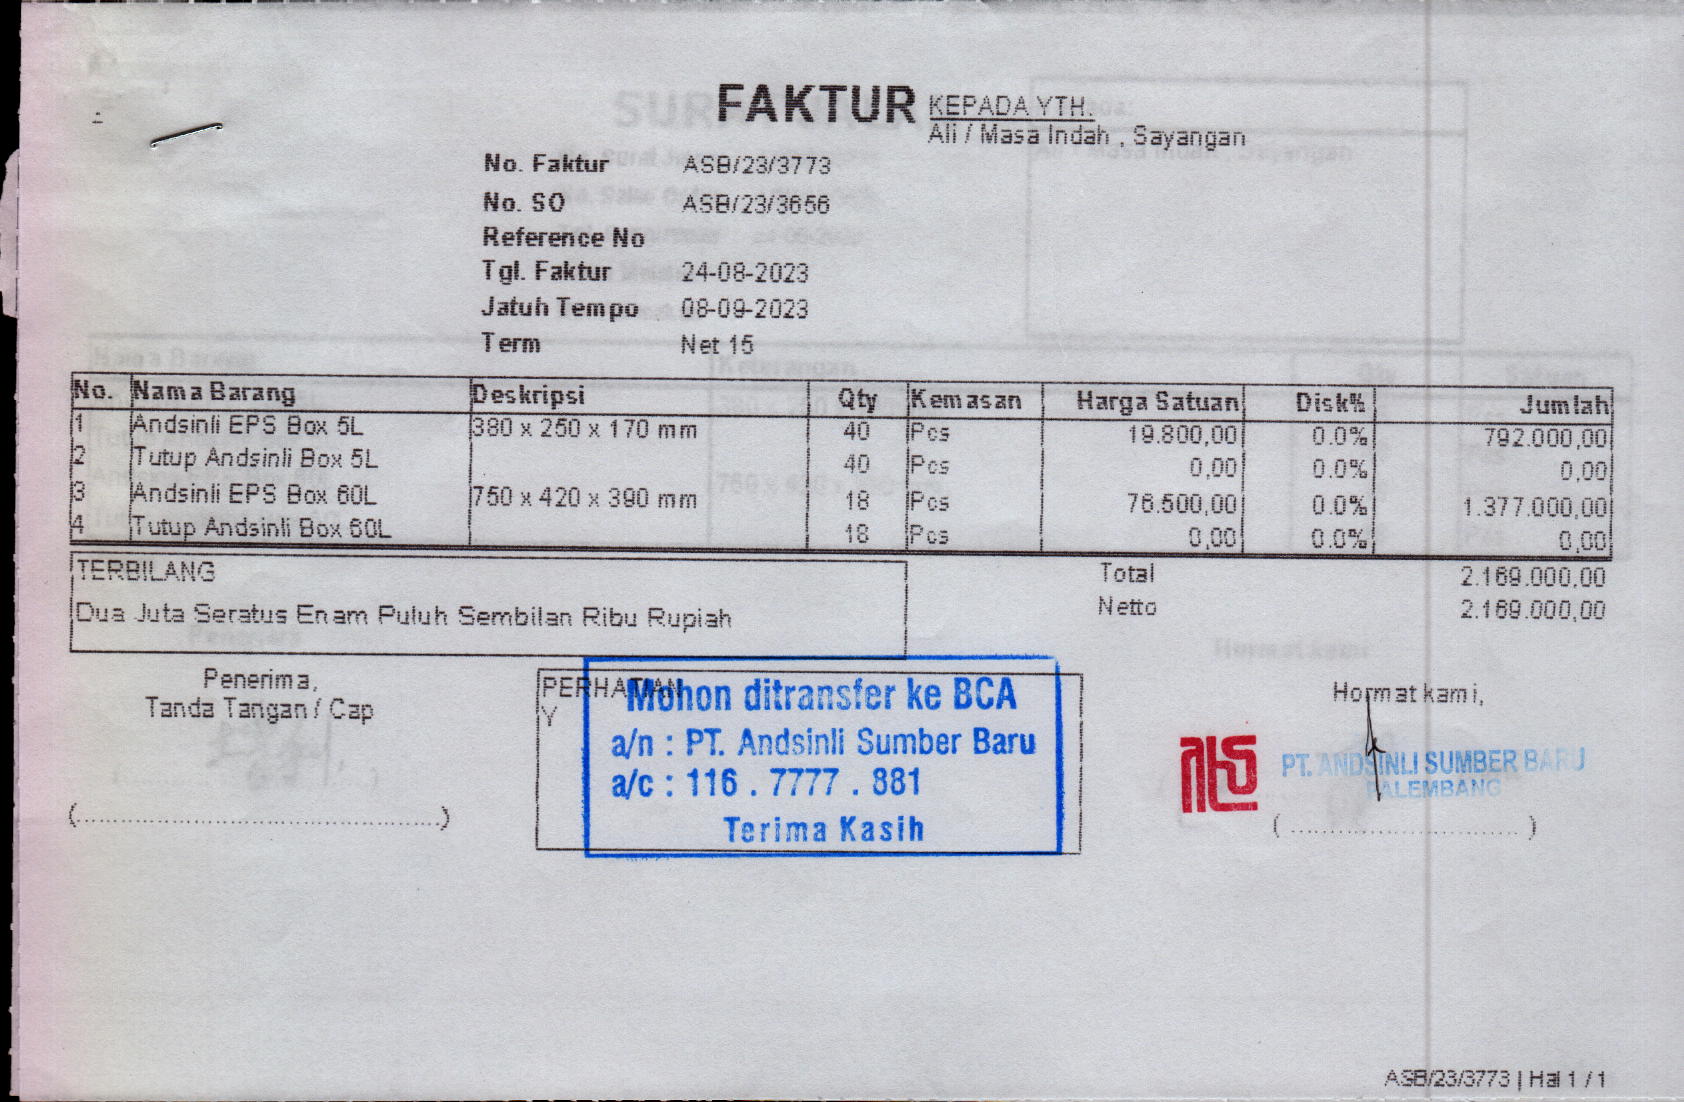 FAKTUR
KEPADA YTH.
Ali / Masa Indah , Sayangan
No. Faktur ASB/23/3773
No. SO ASB/23/3656
Reference No
Tgl. Faktur 24-08-2023
Jatuh Tempo 08-09-2023
Term Net 15
No. Nama Barang Deskripsi Qty Kemasan Harga Satuan Disk% Jumlah
1 Andsinli EPS Box 5L 380 x 250 x 170 mm 40 Pcs 19.800,00 0.0% 792.000,00
2 Tutup Andsinli Box 5L 40 Pcs 0,00 0.0% 0,00
3 Andsinli EPS Box 60L 750 x 420 x 390 mm 18 Pcs 76.500,00 0.0% 1.377.000,00
4 Tutup Andsinli Box 60L 18 Pcs 0,00 0.0% 0,00
TERBILANG
Dua Juta Seratus Enam Puluh Sembilan Ribu Rupiah
Total 2.169.000,00
Netto 2.169.000,00
Penerima,
Tanda Tangan / Cap
(............................................)
PERHATIAN
Y
Mohon ditransfer ke BCA
a/n : PT. Andsinli Sumber Baru
a/c : 116 . 7777 . 881
Terima Kasih
Hormat kami,
PT. ANDSINLI SUMBER BARU
PALEMBANG
( ............................... )
ASB/23/3773 | Hal 1 / 1